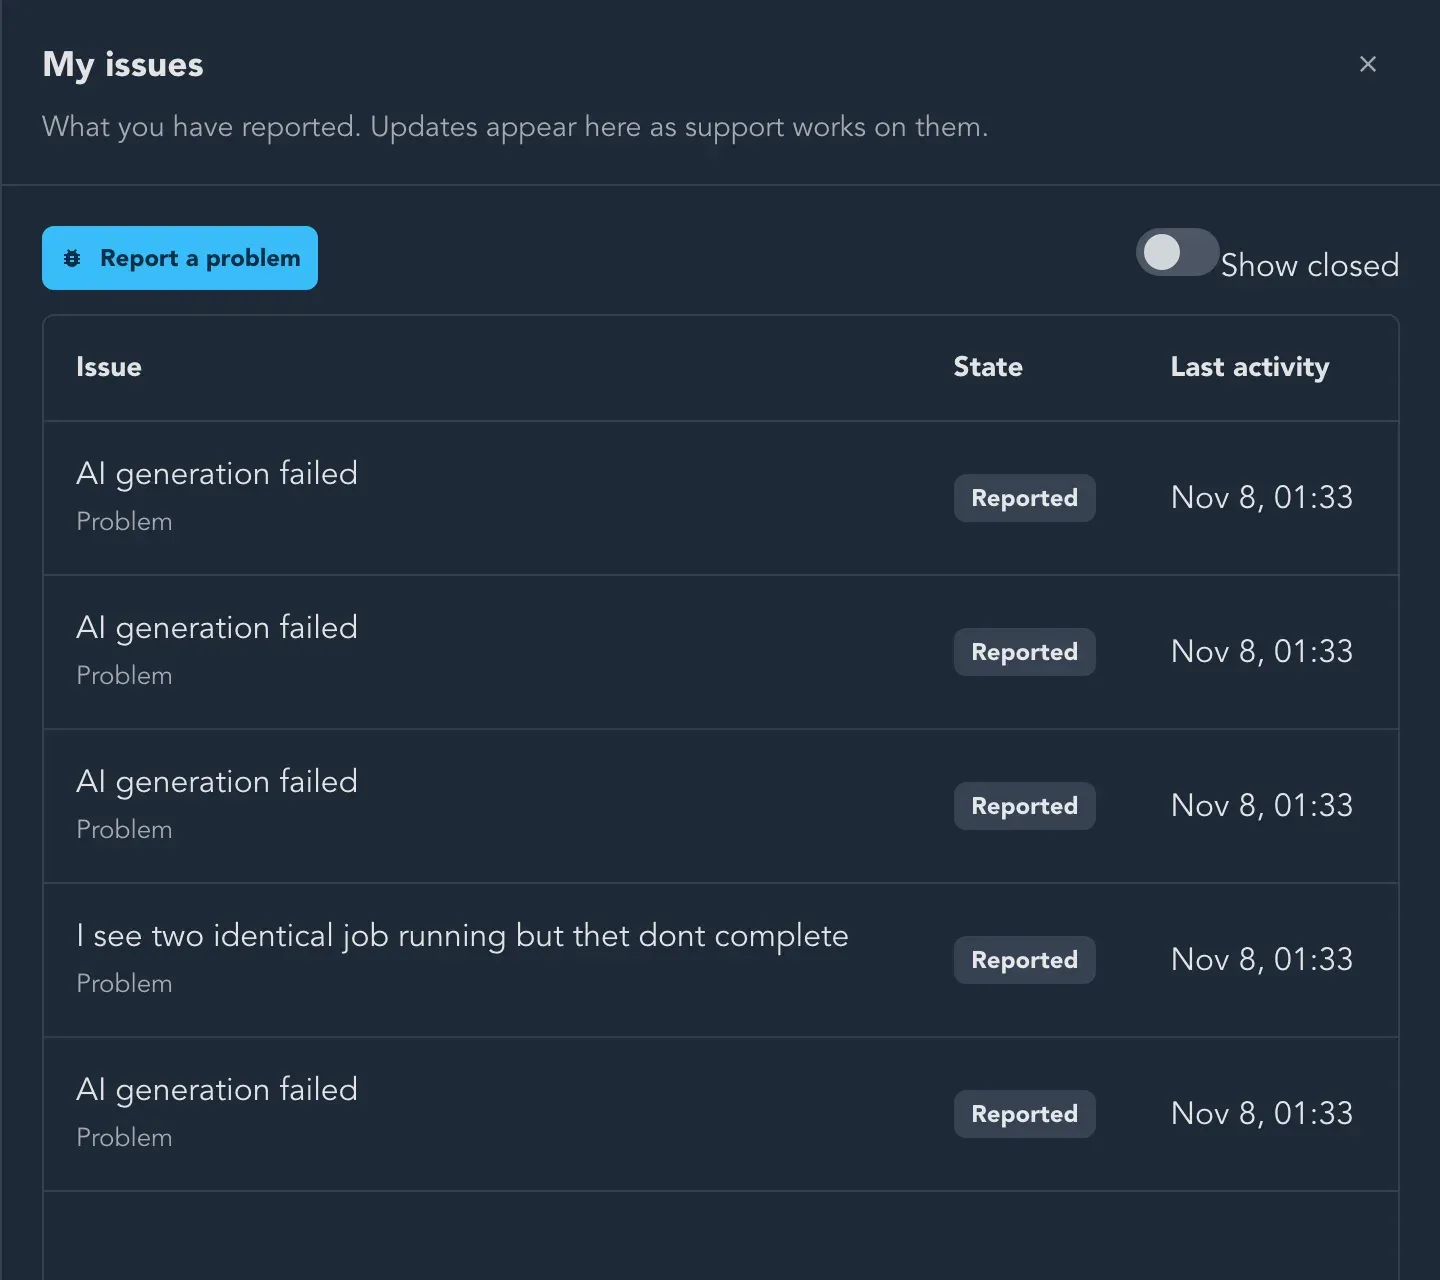 My issues
What you have reported. Updates appear here as support works on them.
Report a problem
Show closed
Issue State Last activity
AI generation failed
Problem
Reported
Nov 8, 01:33
AI generation failed
Problem
Reported
Nov 8, 01:33
AI generation failed
Problem
Reported
Nov 8, 01:33
I see two identical job running but thet dont complete
Problem
Reported
Nov 8, 01:33
AI generation failed
Problem
Reported
Nov 8, 01:33